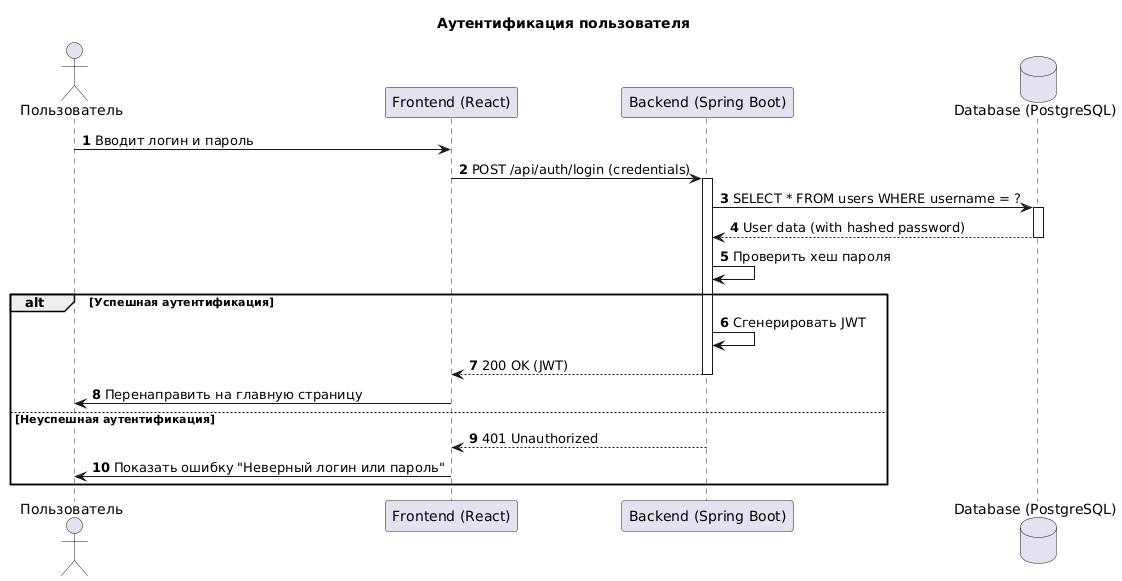 Аутентификация пользователя
Пользователь
Frontend (React)
Backend (Spring Boot)
Database (PostgreSQL)
1 Вводит логин и пароль
2 POST /api/auth/login (credentials)
3 SELECT * FROM users WHERE username = ?
4 User data (with hashed password)
5 Проверить хеш пароля
alt [Успешная аутентификация]
6 Сгенерировать JWT
7 200 OK (JWT)
8 Перенаправить на главную страницу
[Неуспешная аутентификация]
9 401 Unauthorized
10 Показать ошибку "Неверный логин или пароль"
Пользователь
Frontend (React)
Backend (Spring Boot)
Database (PostgreSQL)